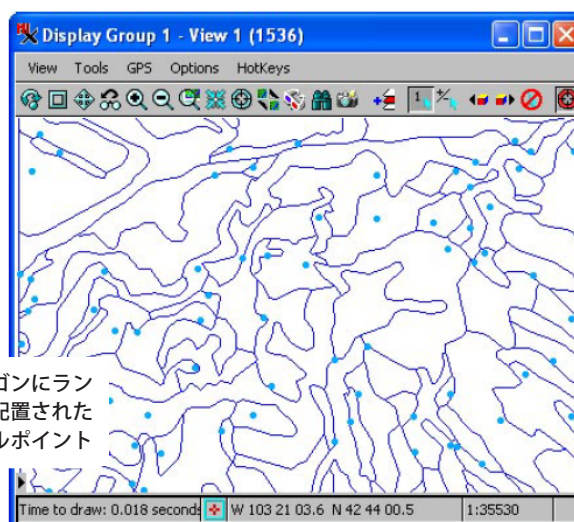 Display Group 1 - View 1 (1536)
View Tools GPS Options HotKeys
1
ゴンにラン
配置された
ルポイント
Time to draw: 0.018 seconds
W 103 21 03.6 N 42 44 00.5
1:35530